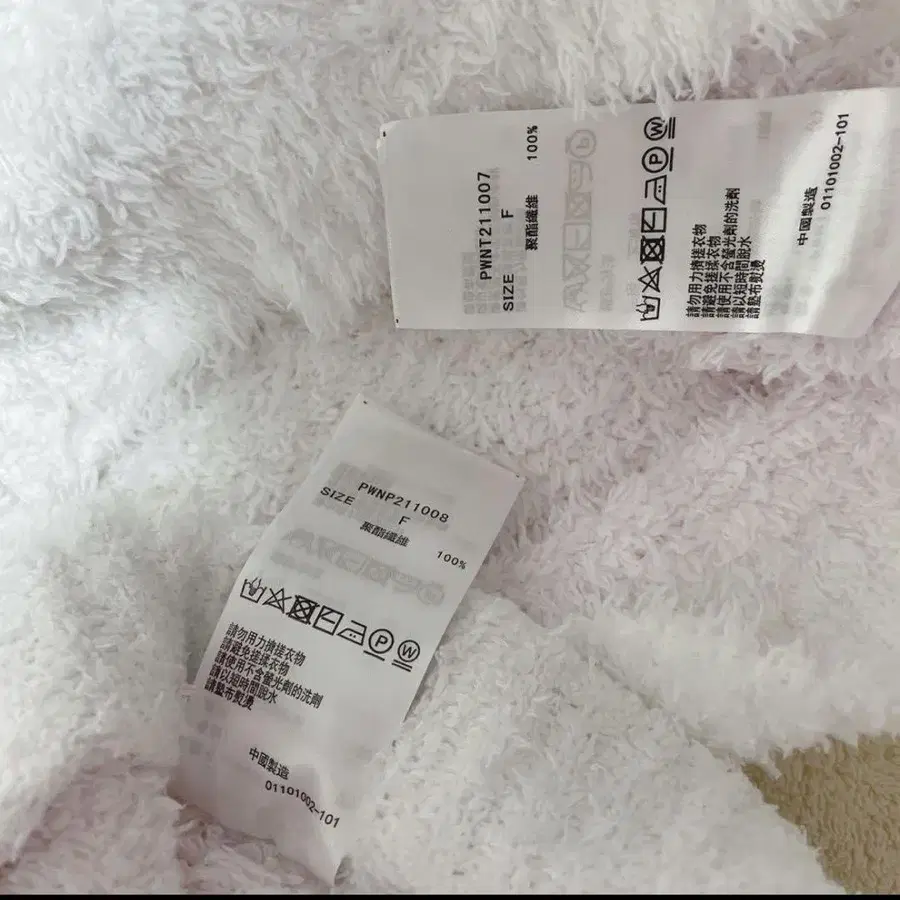 PWNT211007
SIZE F
聚酯纖維 100%
請勿用力擠搓衣物
請避免搓揉衣物
請使用不含螢光劑的洗劑
請以短時間脫水
請墊布熨燙
中國製造
01101002-101
PWNP211008
SIZE F
聚酯纖維 100%
P
W
請勿用力擠搓衣物
請避免搓揉衣物
請使用不含螢光劑的洗劑
請以短時間脫水
請墊布熨燙
中國製造
01101002-101